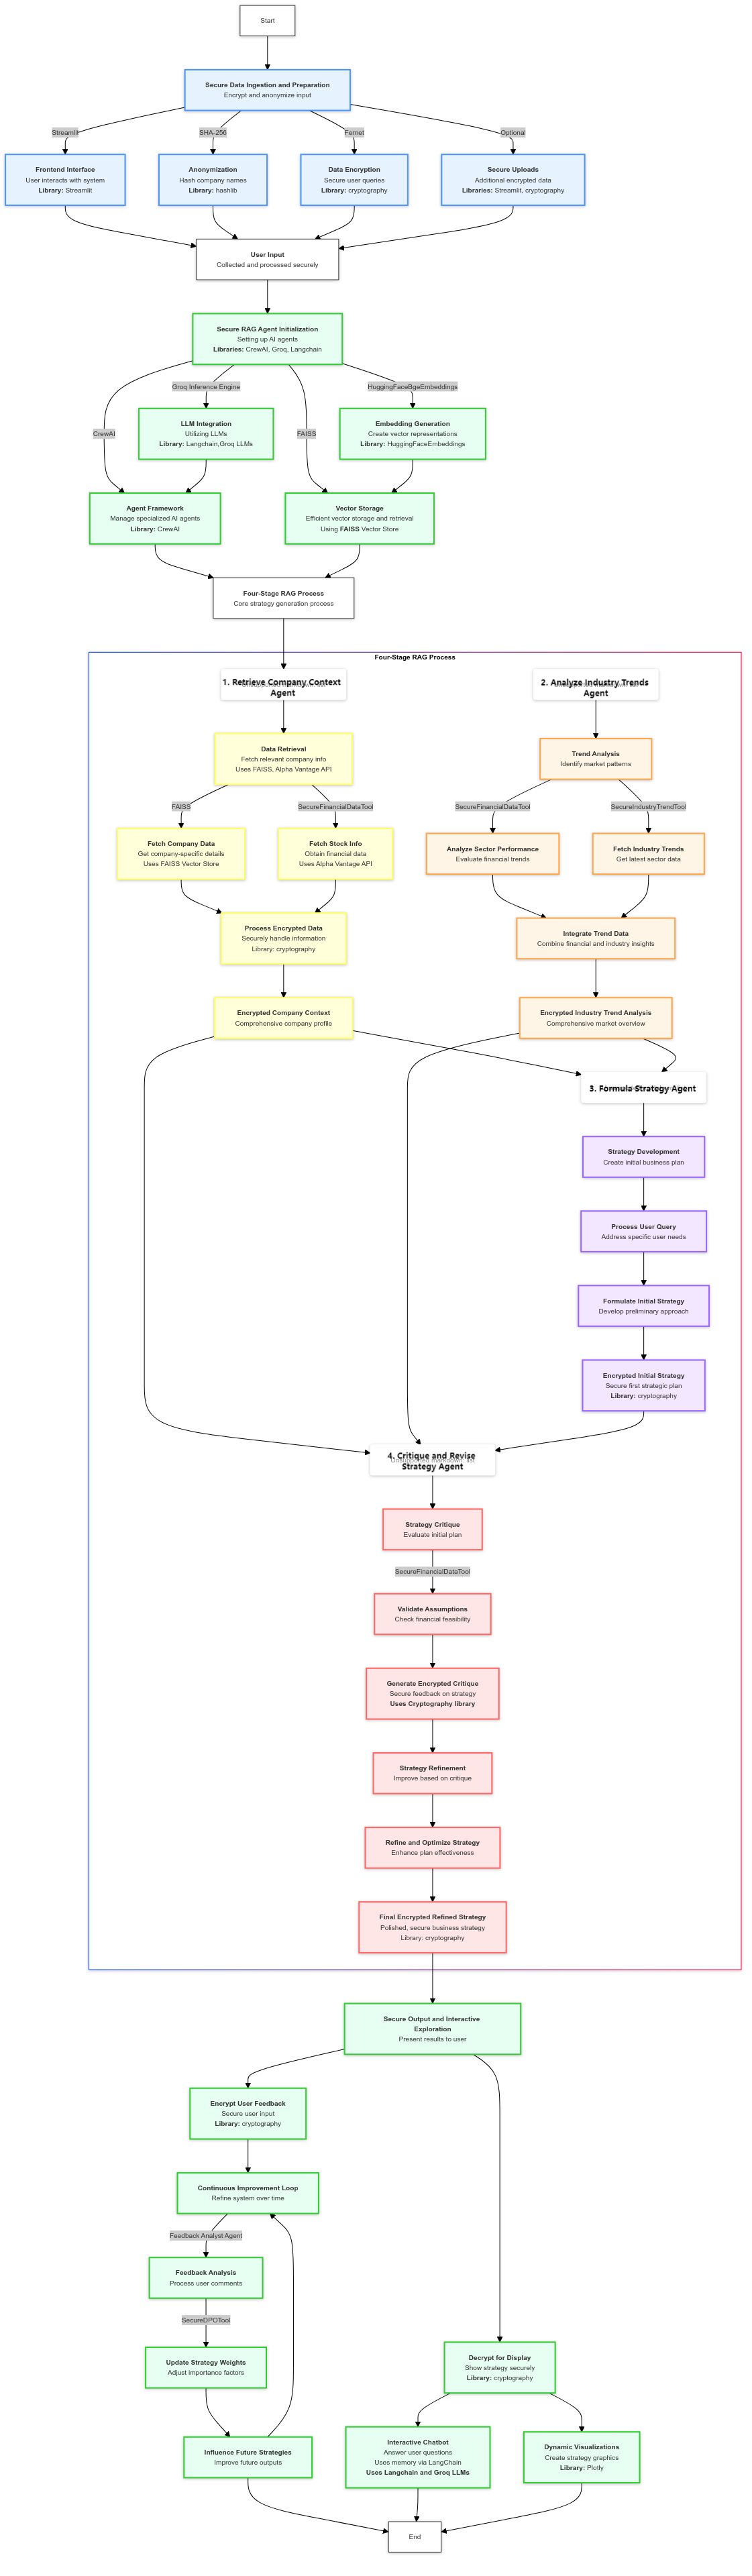 Start
Secure Data Ingestion and Preparation
Encrypt and anonymize input
Streamlit
SHA-256
Fernet
Optional
Frontend Interface
User interacts with system
Library: Streamlit
Anonymization
Hash company names
Library: hashlib
Data Encryption
Secure user queries
Library: cryptography
Secure Uploads
Additional encrypted data
Libraries: Streamlit, cryptography
User Input
Collected and processed securely
Secure RAG Agent Initialization
Setting up AI agents
Libraries: CrewAI, Groq, Langchain
Groq Inference Engine
HuggingFaceBgeEmbeddings
CrewAI
FAISS
LLM Integration
Utilizing LLMs
Library: Langchain,Groq LLMs
Embedding Generation
Create vector representations
Library: HuggingFaceEmbeddings
Agent Framework
Manage specialized AI agents
Library: CrewAI
Vector Storage
Efficient vector storage and retrieval
Using FAISS Vector Store
Four-Stage RAG Process
Core strategy generation process
Four-Stage RAG Process
1. Retrieve Company Context
Agent
2. Analyze Industry Trends
Agent
Data Retrieval
Fetch relevant company info
Uses FAISS, Alpha Vantage API
Trend Analysis
Identify market patterns
FAISS
SecureFinancialDataTool
SecureFinancialDataTool
SecureIndustryTrendTool
Fetch Company Data
Get company-specific details
Uses FAISS Vector Store
Fetch Stock Info
Obtain financial data
Uses Alpha Vantage API
Analyze Sector Performance
Evaluate financial trends
Fetch Industry Trends
Get latest sector data
Process Encrypted Data
Securely handle information
Library: cryptography
Integrate Trend Data
Combine financial and industry insights
Encrypted Company Context
Comprehensive company profile
Encrypted Industry Trend Analysis
Comprehensive market overview
3. Formula Strategy Agent
Strategy Development
Create initial business plan
Process User Query
Address specific user needs
Formulate Initial Strategy
Develop preliminary approach
Encrypted Initial Strategy
Secure first strategic plan
Library: cryptography
4. Critique and Revise
Strategy Agent
Strategy Critique
Evaluate initial plan
SecureFinancialDataTool
Validate Assumptions
Check financial feasibility
Generate Encrypted Critique
Secure feedback on strategy
Uses Cryptography library
Strategy Refinement
Improve based on critique
Refine and Optimize Strategy
Enhance plan effectiveness
Final Encrypted Refined Strategy
Polished, secure business strategy
Library: cryptography
Secure Output and Interactive
Exploration
Present results to user
Encrypt User Feedback
Secure user input
Library: cryptography
Continuous Improvement Loop
Refine system over time
Feedback Analyst Agent
Feedback Analysis
Process user comments
SecureDPOTool
Update Strategy Weights
Adjust importance factors
Decrypt for Display
Show strategy securely
Library: cryptography
Influence Future Strategies
Improve future outputs
Interactive Chatbot
Answer user questions
Uses memory via LangChain
Uses Langchain and Groq LLMs
Dynamic Visualizations
Create strategy graphics
Library: Plotly
End